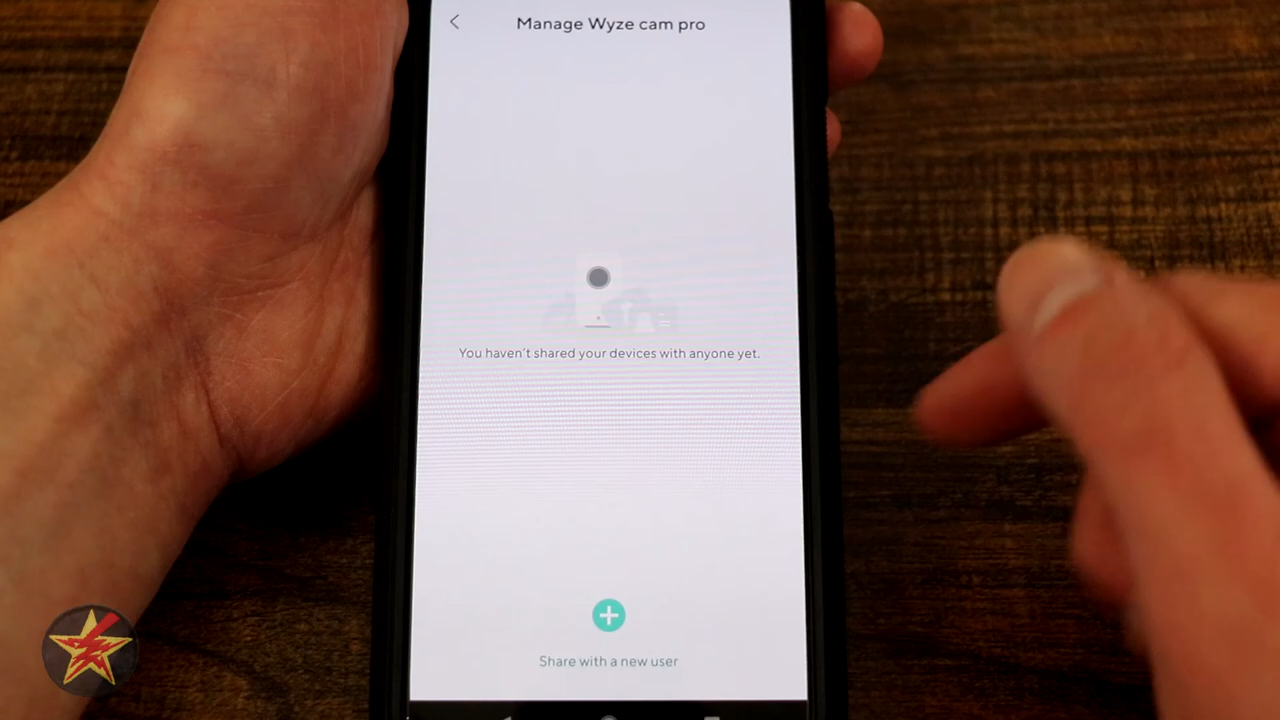 Manage Wyze cam pro
You haven't shared your devices with anyone yet.
Share with a new user